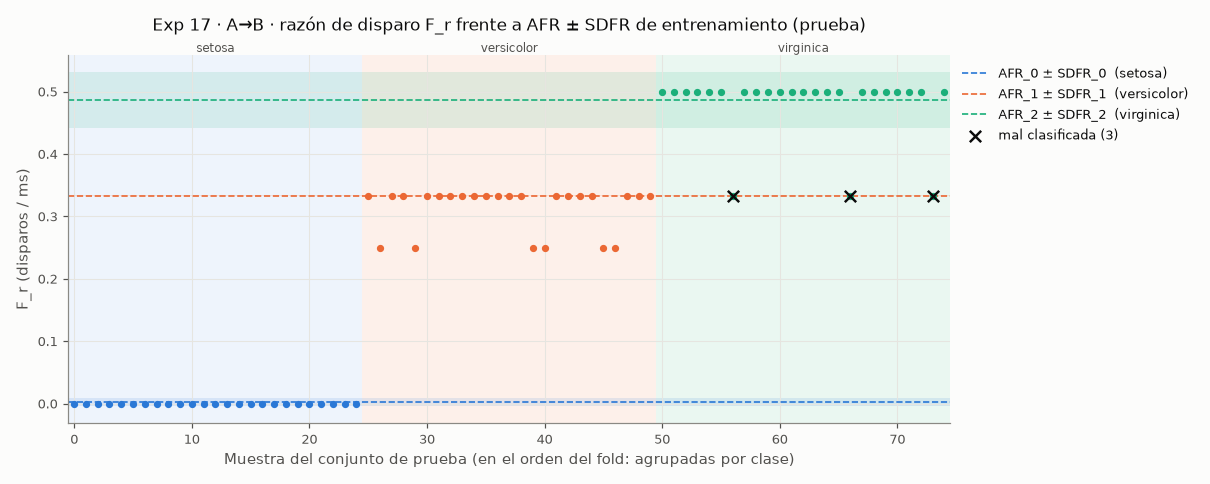 Exp 17 · A→B · razón de disparo F_r frente a AFR ± SDFR de entrenamiento (prueba)
setosa versicolor virginica
AFR_0 ± SDFR_0 (setosa)
AFR_1 ± SDFR_1 (versicolor)
AFR_2 ± SDFR_2 (virginica)
mal clasificada (3)
F_r (disparos / ms)
0.5
0.4
0.3
0.2
0.1
0.0
0 10 20 30 40 50 60 70
Muestra del conjunto de prueba (en el orden del fold: agrupadas por clase)